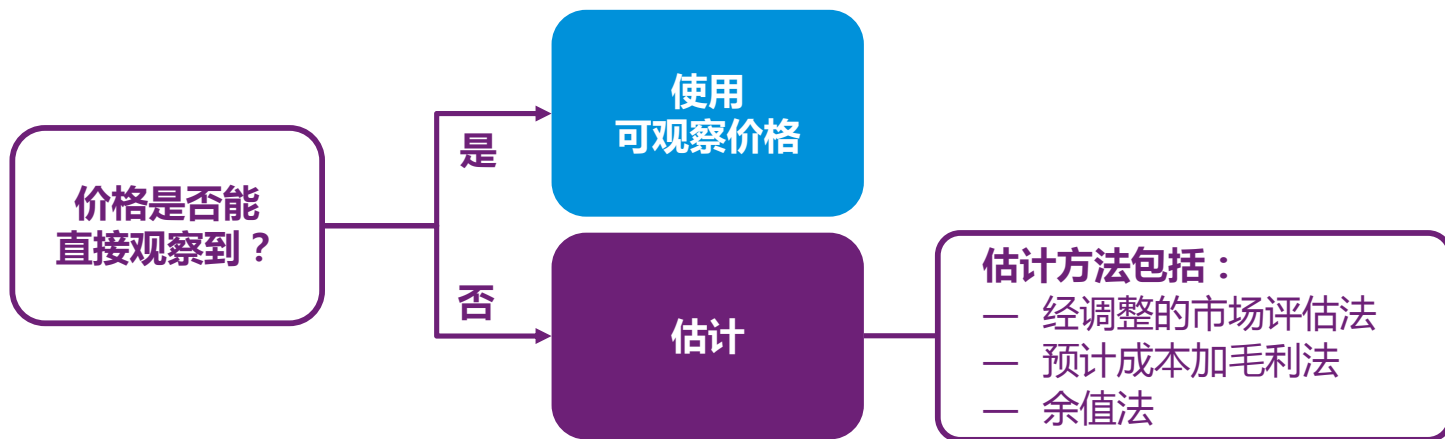 价格是否能
直接观察到？
是
使用
可观察价格
否
估计
估计方法包括：
— 经调整的市场评估法
— 预计成本加毛利法
— 余值法